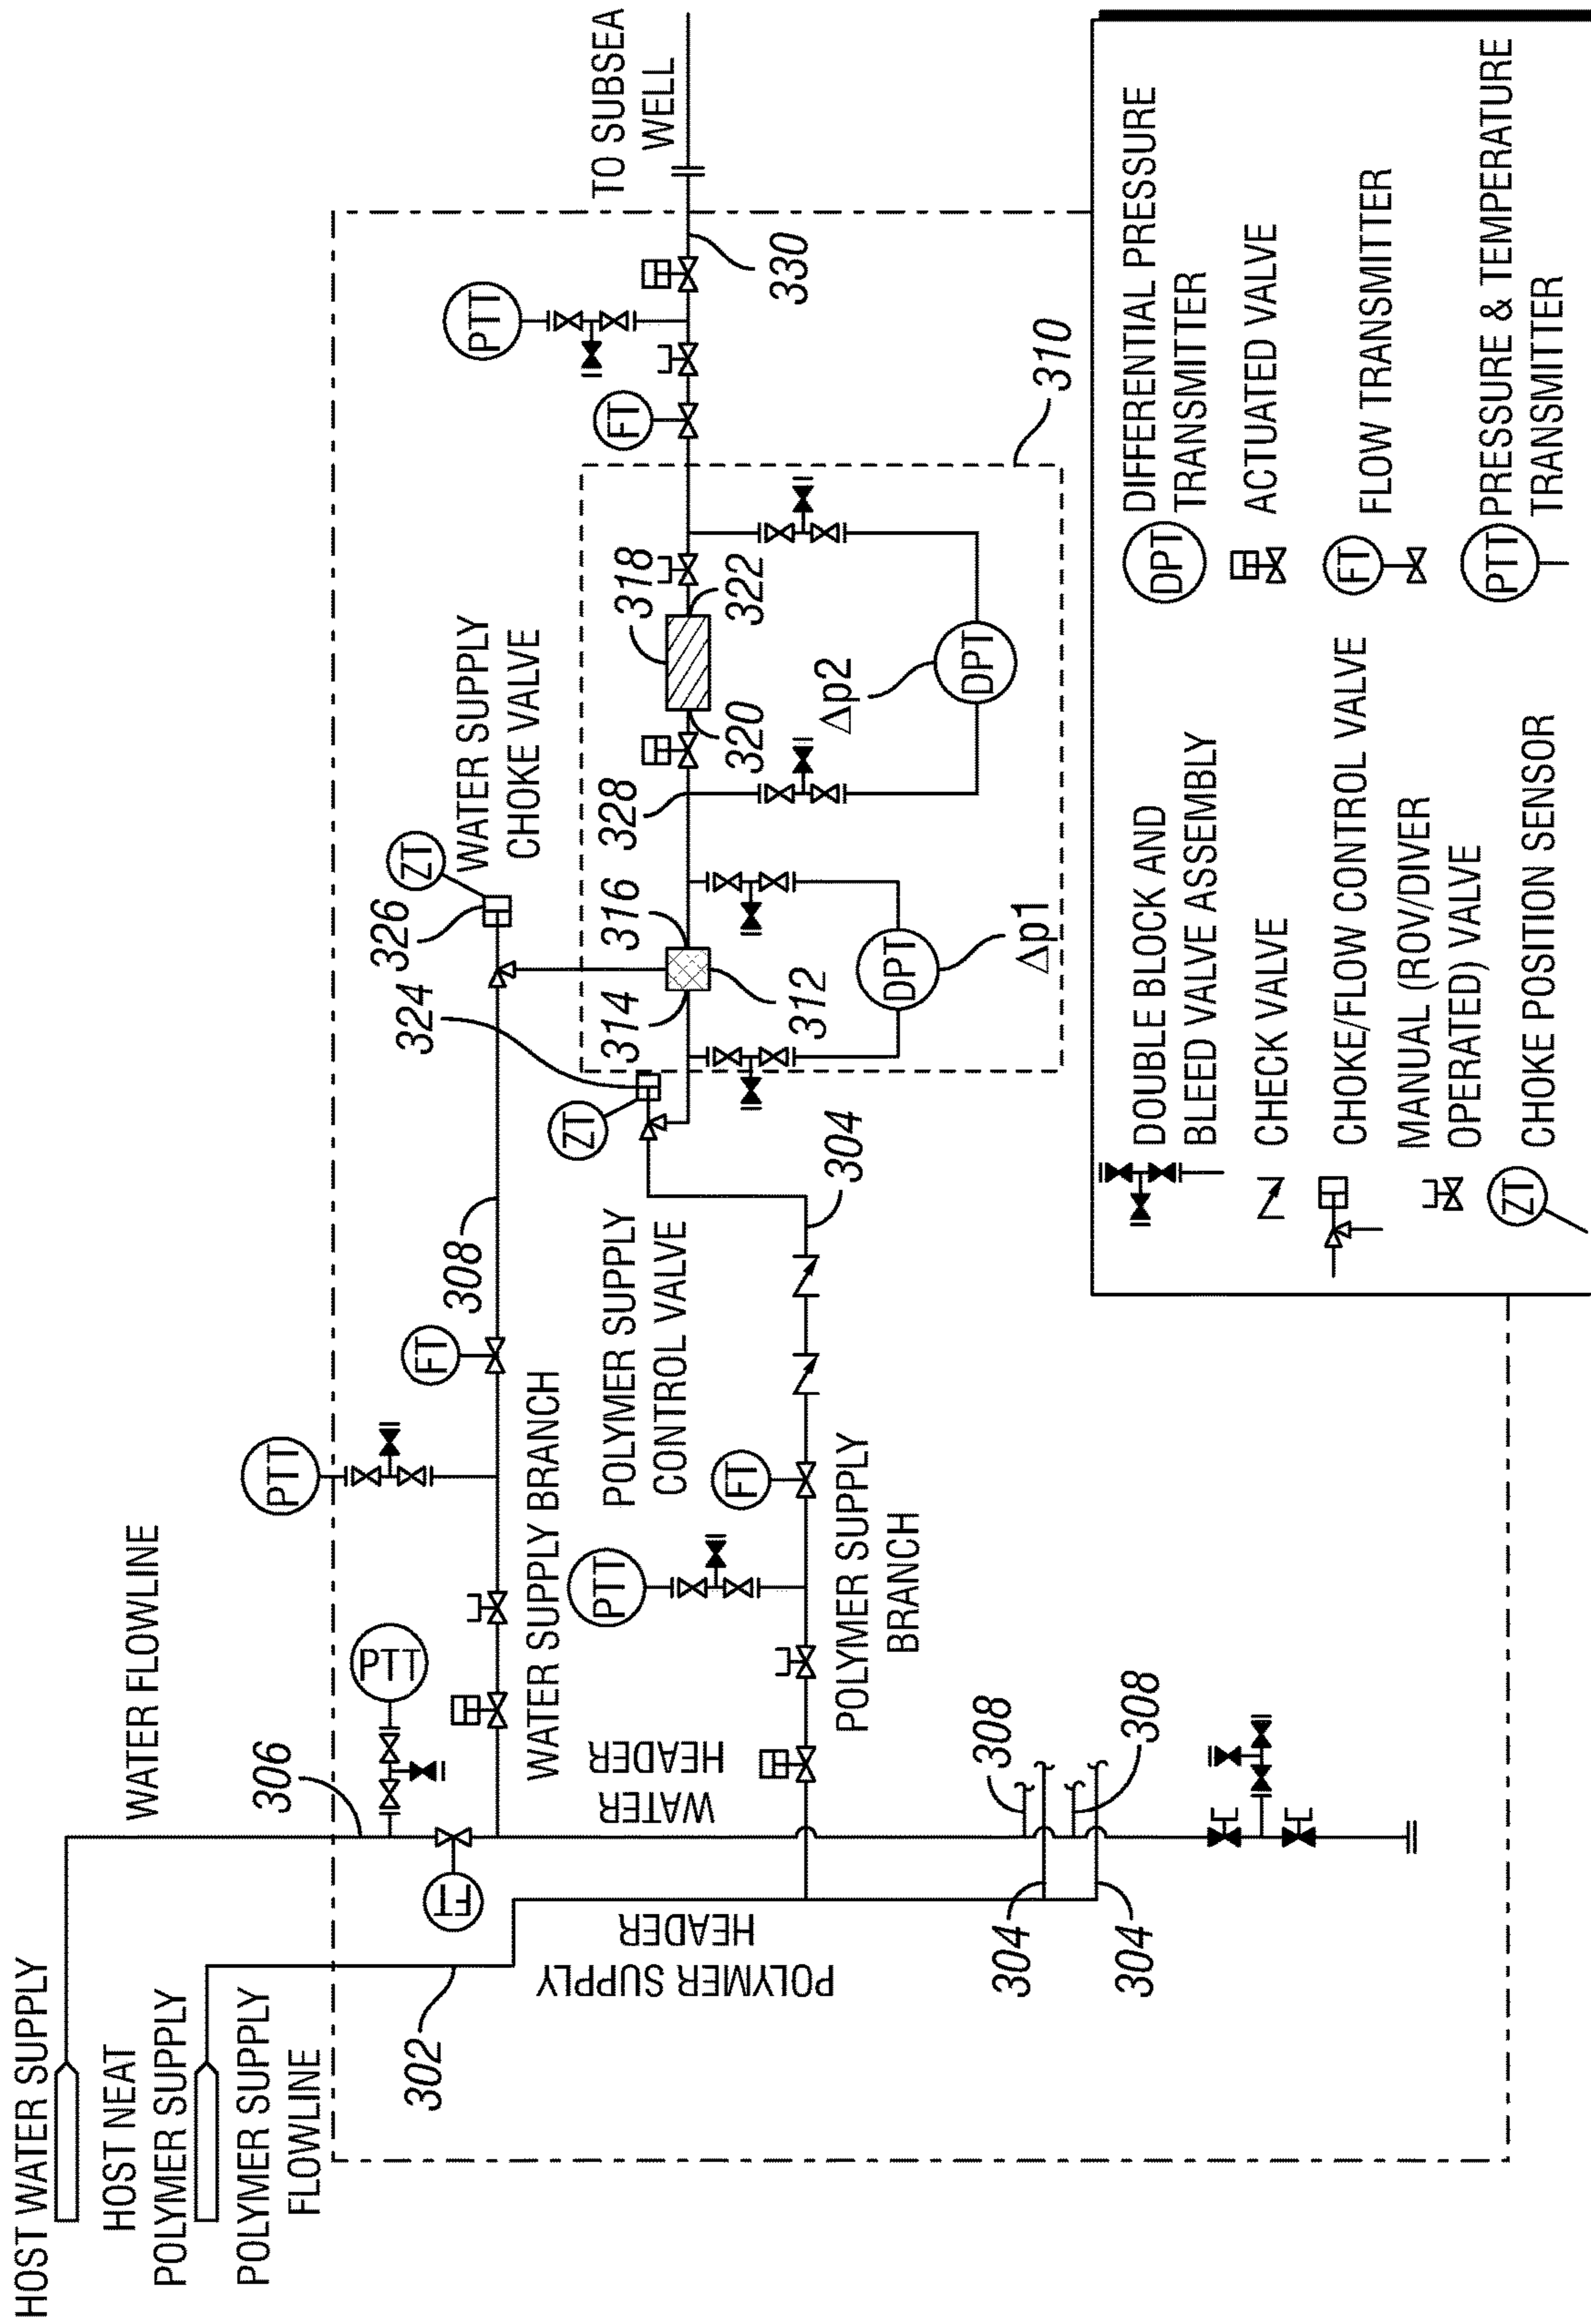 HOST WATER SUPPLY
HOST NEAT
POLYMER SUPPLY
POLYMER SUPPLY
FLOWLINE
WATER FLOWLINE
306
302
PTT
FT
POLYMER SUPPLY
HEADER
WATER
HEADER
WATER SUPPLY BRANCH
PTT
FT
308
324
326
ZT
WATER SUPPLY
CHOKE VALVE
POLYMER SUPPLY
CONTROL VALVE
PTT
FT
POLYMER SUPPLY
BRANCH
304
304
304
308
308
ZT
314
316
312
DPT
Δp1
328
320
318
322
Δp2
DPT
310
FT
PTT
330
TO SUBSEA
WELL
DOUBLE BLOCK AND
BLEED VALVE ASSEMBLY
CHECK VALVE
CHOKE/FLOW CONTROL VALVE
MANUAL (ROV/DIVER
OPERATED) VALVE
ZT
CHOKE POSITION SENSOR
DPT
DIFFERENTIAL PRESSURE
TRANSMITTER
ACTUATED VALVE
FT
FLOW TRANSMITTER
PTT
PRESSURE & TEMPERATURE
TRANSMITTER